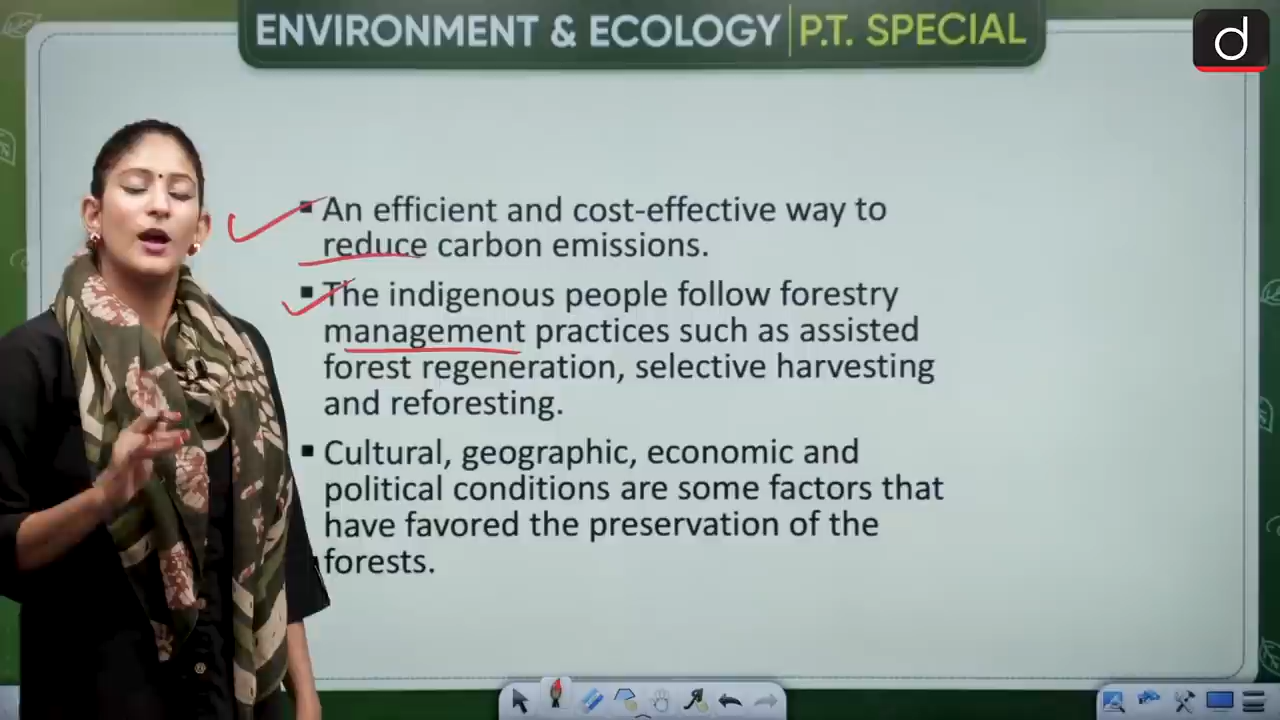 ENVIRONMENT & ECOLOGY P.T. SPECIAL
d
▪ An efficient and cost-effective way to
reduce carbon emissions.
▪ The indigenous people follow forestry
management practices such as assisted
forest regeneration, selective harvesting
and reforesting.
▪ Cultural, geographic, economic and
political conditions are some factors that
have favored the preservation of the
forests.